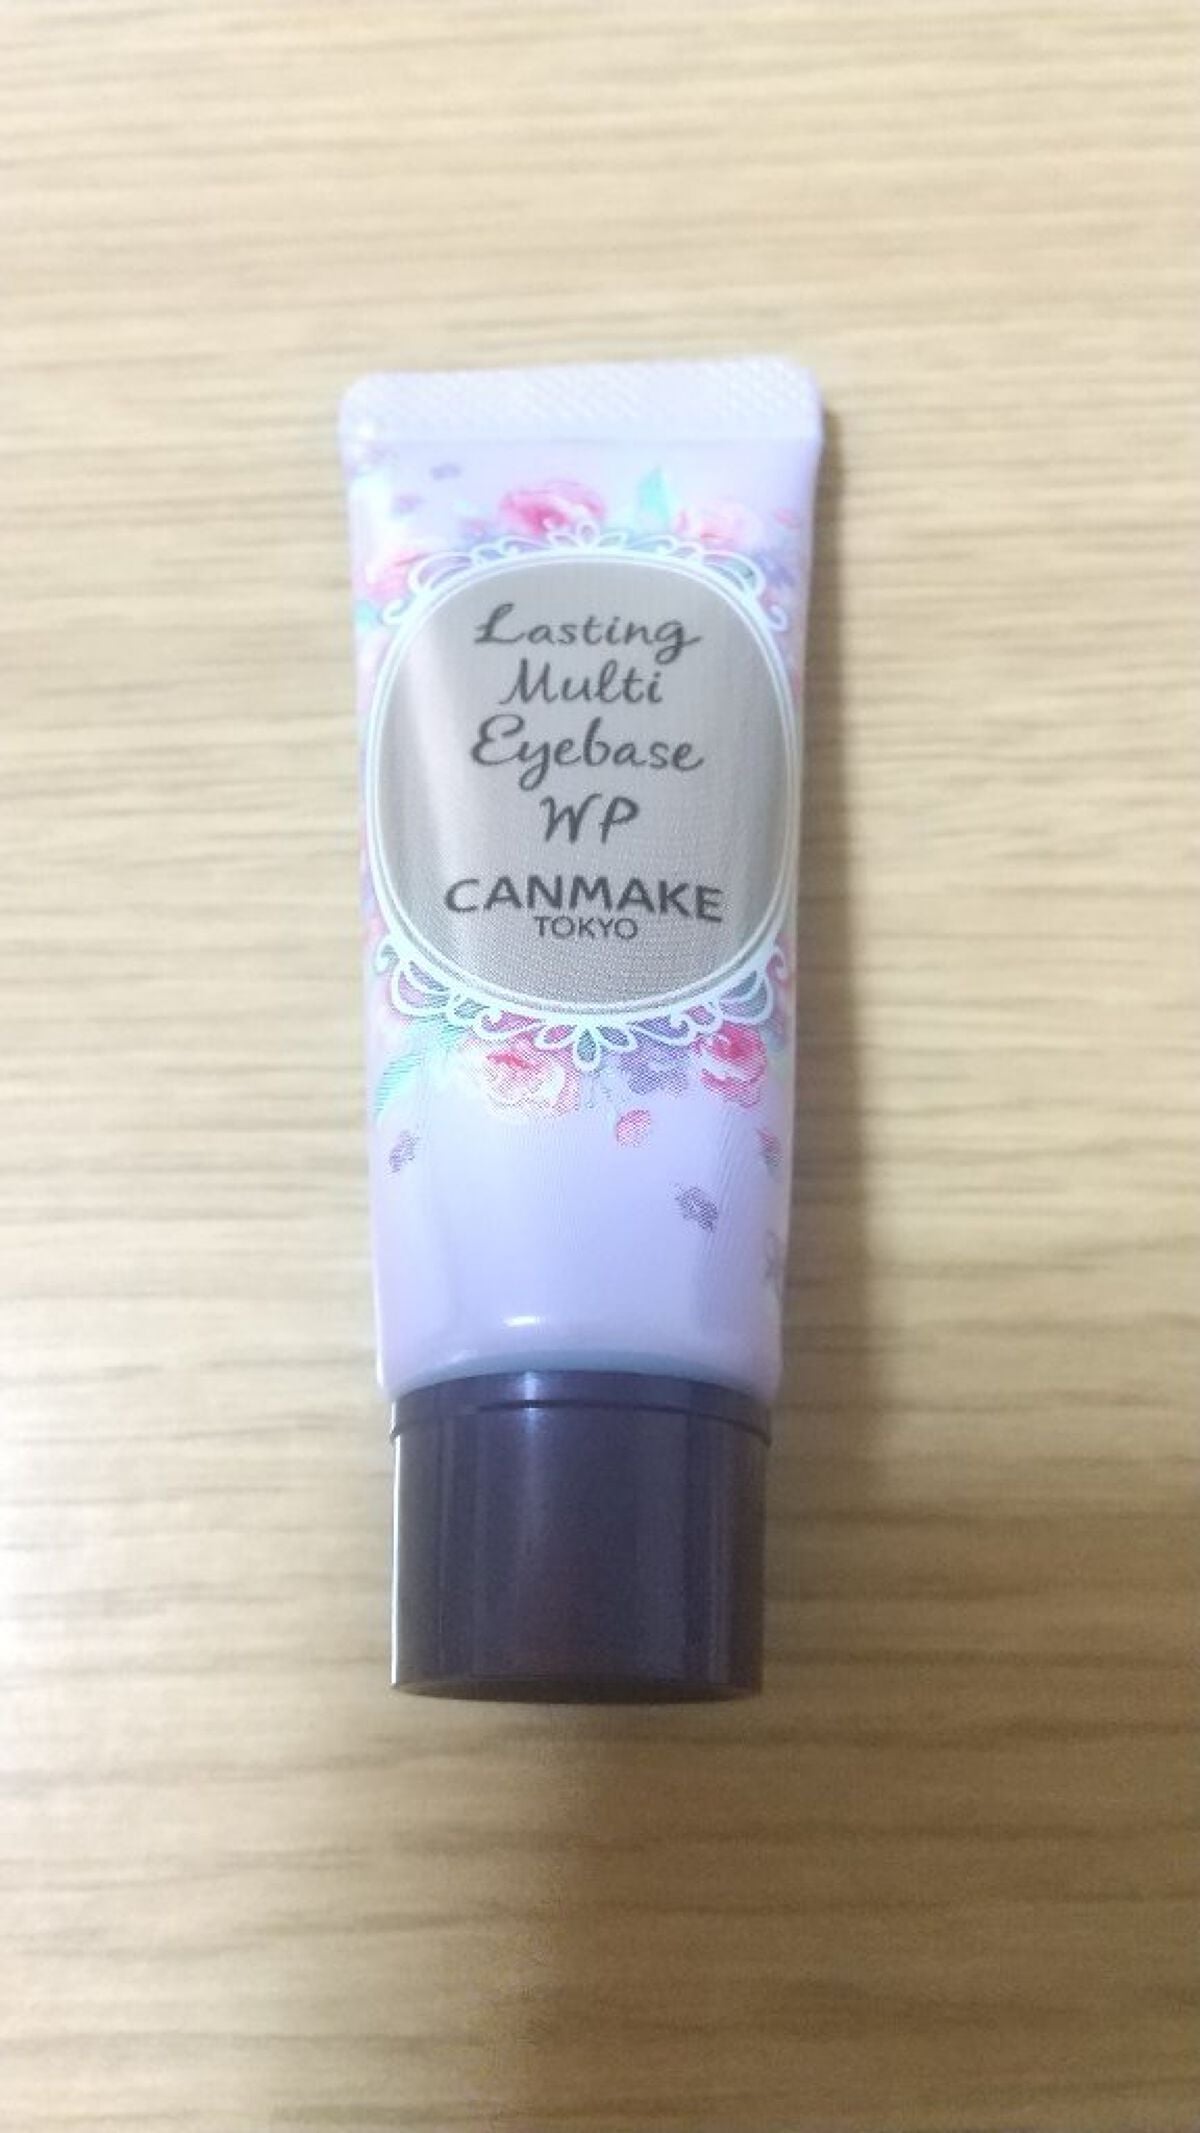 Lasting
Multi
Eyebase
WP
CANMAKE
TOKYO